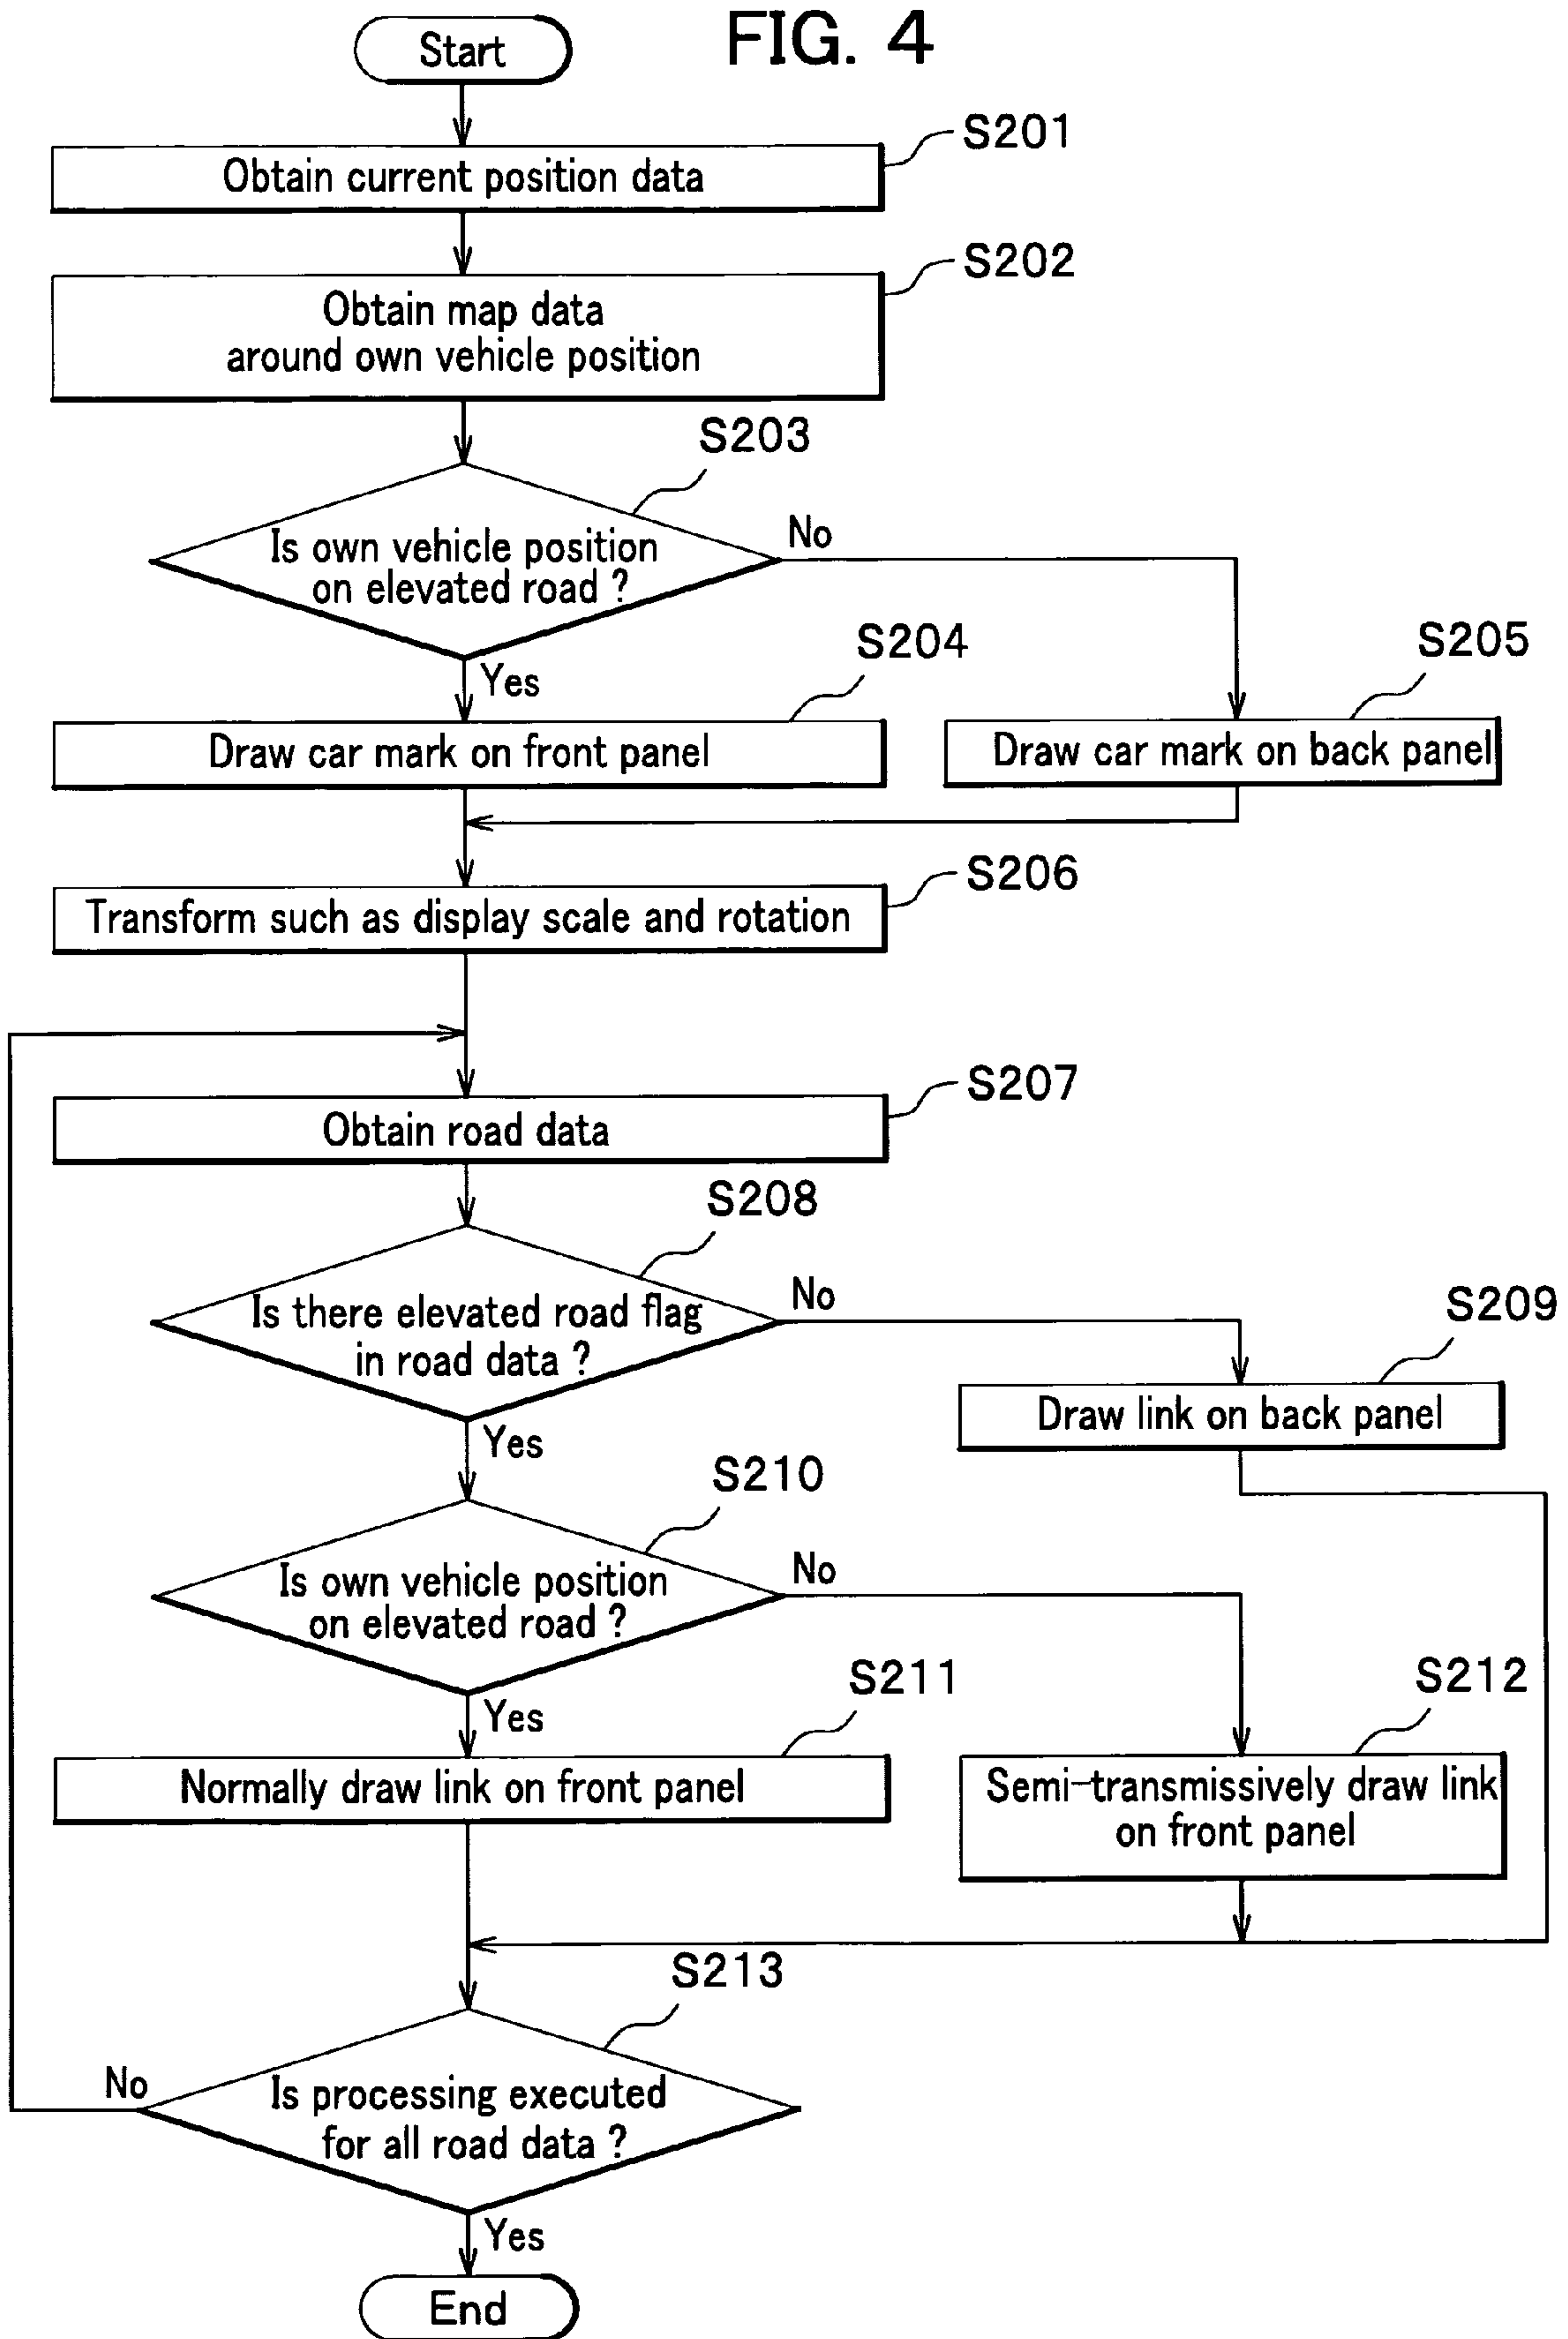 FIG. 4
Start
S201
Obtain current position data
S202
Obtain map data
around own vehicle position
S203
Is own vehicle position
on elevated road ?
No
Yes
S204
Draw car mark on front panel
S205
Draw car mark on back panel
S206
Transform such as display scale and rotation
S207
Obtain road data
S208
Is there elevated road flag
in road data ?
No
Yes
S209
Draw link on back panel
S210
Is own vehicle position
on elevated road ?
No
Yes
S211
Normally draw link on front panel
S212
Semi-transmissively draw link
on front panel
S213
Is processing executed
for all road data ?
No
Yes
End